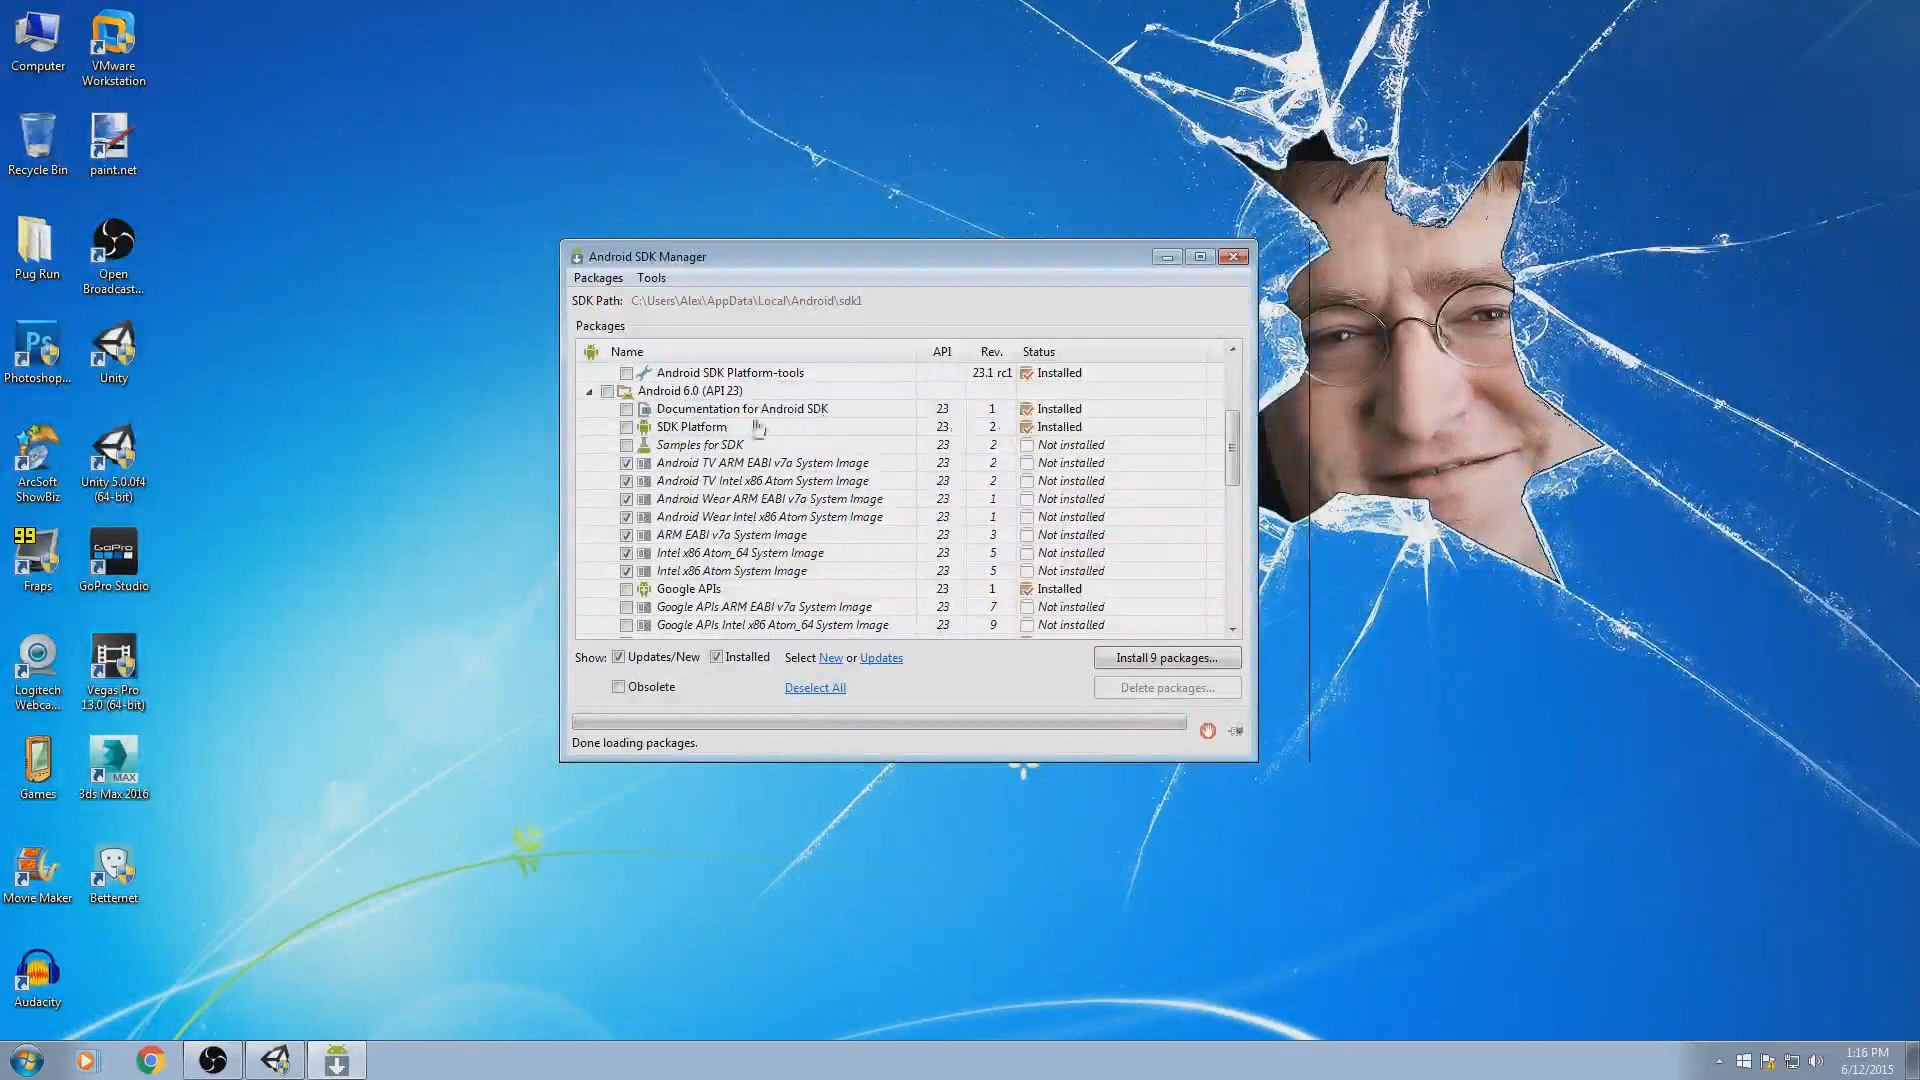 Computer
VMware
Workstation
Recycle Bin
paint.net
Pug Run
Open
Broadcast...
Ps
Photoshop...
Unity
ArcSoft
ShowBiz
Unity 5.0.0f4
(64-bit)
99
Fraps
GoPro
GoPro Studio
Logitech
Webca...
Vegas Pro
13.0 (64-bit)
Games
MAX
3ds Max 2016
Movie Maker
Betternet
Audacity
Android SDK Manager
Packages Tools
SDK Path: C:\Users\Alex\AppData\Local\Android\sdk1
Packages
Name API Rev. Status
Android SDK Platform-tools 23.1 rc1 Installed
Android 6.0 (API 23)
Documentation for Android SDK 23 1 Installed
SDK Platform 23 2 Installed
Samples for SDK 23 2 Not installed
Android TV ARM EABI v7a System Image 23 2 Not installed
Android TV Intel x86 Atom System Image 23 2 Not installed
Android Wear ARM EABI v7a System Image 23 1 Not installed
Android Wear Intel x86 Atom System Image 23 1 Not installed
ARM EABI v7a System Image 23 3 Not installed
Intel x86 Atom_64 System Image 23 5 Not installed
Intel x86 Atom System Image 23 5 Not installed
Google APIs 23 1 Installed
Google APIs ARM EABI v7a System Image 23 7 Not installed
Google APIs Intel x86 Atom_64 System Image 23 9 Not installed
Show: Updates/New Installed Select New or Updates Install 9 packages...
Obsolete Deselect All Delete packages...
Done loading packages.
1:16 PM
6/12/2015